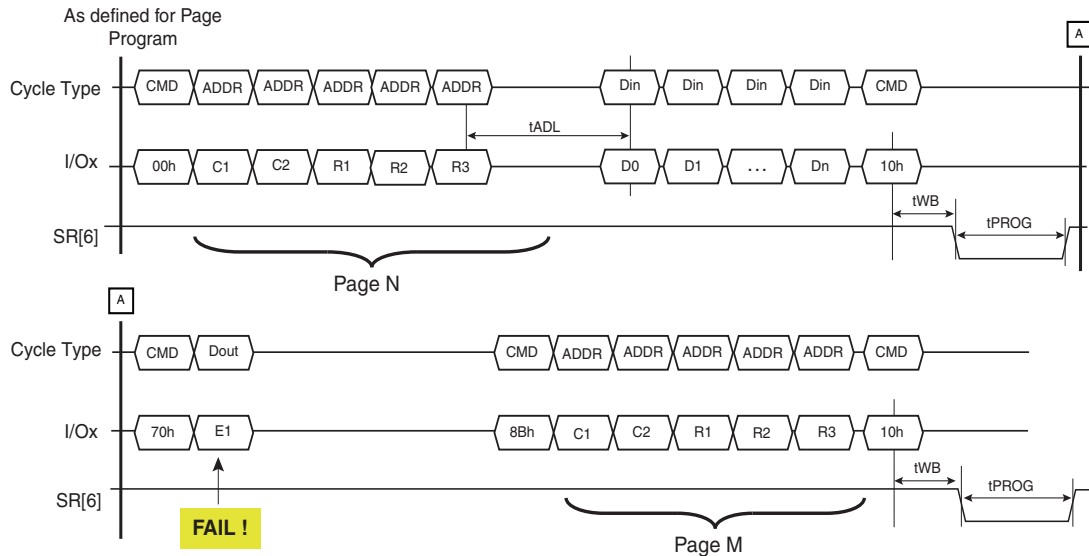 As defined for Page
Program
A
Cycle Type
CMD ADDR ADDR ADDR ADDR ADDR Din Din Din Din CMD
tADL
I/Ox
00h C1 C2 R1 R2 R3 D0 D1 ... Dn 10h
tWB
SR[6]
tPROG
Page N
A
Cycle Type
CMD Dout CMD ADDR ADDR ADDR ADDR ADDR CMD
I/Ox
70h E1 8Bh C1 C2 R1 R2 R3 10h
tWB
SR[6]
tPROG
FAIL !
Page M